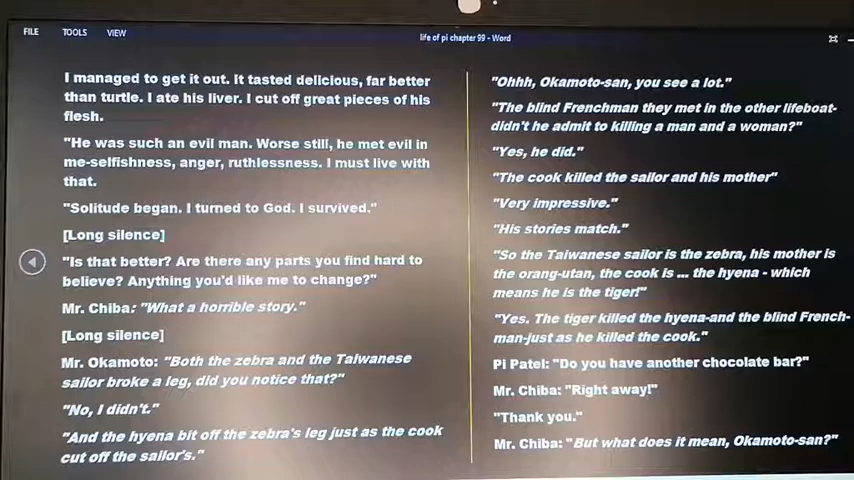 FILE TOOLS VIEW
life of pi chapter 99 - Word
I managed to get it out. It tasted delicious, far better
than turtle. I ate his liver. I cut off great pieces of his
flesh.
"He was such an evil man. Worse still, he met evil in
me-selfishness, anger, ruthlessness. I must live with
that.
"Solitude began. I turned to God. I survived."
[Long silence]
"Is that better? Are there any parts you find hard to
believe? Anything you'd like me to change?"
Mr. Chiba: "What a horrible story."
[Long silence]
Mr. Okamoto: "Both the zebra and the Taiwanese
sailor broke a leg, did you notice that?"
"No, I didn't."
"And the hyena bit off the zebra's leg just as the cook
cut off the sailor's."
"Ohhh, Okamoto-san, you see a lot."
"The blind Frenchman they met in the other lifeboat-
didn't he admit to killing a man and a woman?"
"Yes, he did."
"The cook killed the sailor and his mother"
"Very impressive."
"His stories match."
"So the Taiwanese sailor is the zebra, his mother is
the orang-utan, the cook is ... the hyena - which
means he is the tiger!"
"Yes. The tiger killed the hyena-and the blind French-
man-just as he killed the cook."
Pi Patel: "Do you have another chocolate bar?"
Mr. Chiba: "Right away!"
"Thank you."
Mr. Chiba: "But what does it mean, Okamoto-san?"